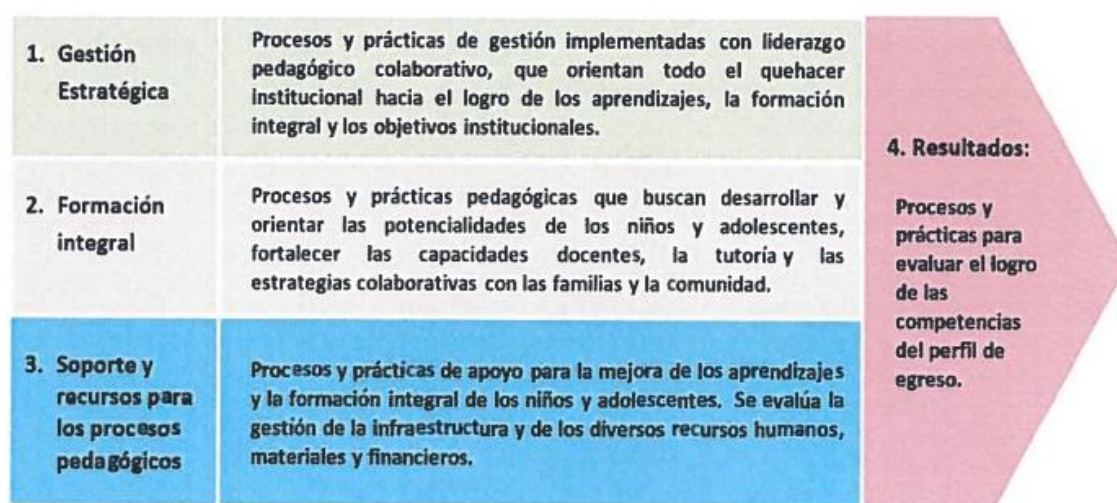 1. Gestión
Estratégica
Procesos y prácticas de gestión implementadas con liderazgo
pedagógico colaborativo, que orientan todo el quehacer
institucional hacia el logro de los aprendizajes, la formación
integral y los objetivos institucionales.
2. Formación
integral
Procesos y prácticas pedagógicas que buscan desarrollar y
orientar las potencialidades de los niños y adolescentes,
fortalecer las capacidades docentes, la tutoría y las
estrategias colaborativas con las familias y la comunidad.
3. Soporte y
recursos para
los procesos
pedagógicos
Procesos y prácticas de apoyo para la mejora de los aprendizajes
y la formación integral de los niños y adolescentes. Se evalúa la
gestión de la infraestructura y de los diversos recursos humanos,
materiales y financieros.
4. Resultados:
Procesos y
prácticas para
evaluar el logro
de las
competencias
del perfil de
egreso.